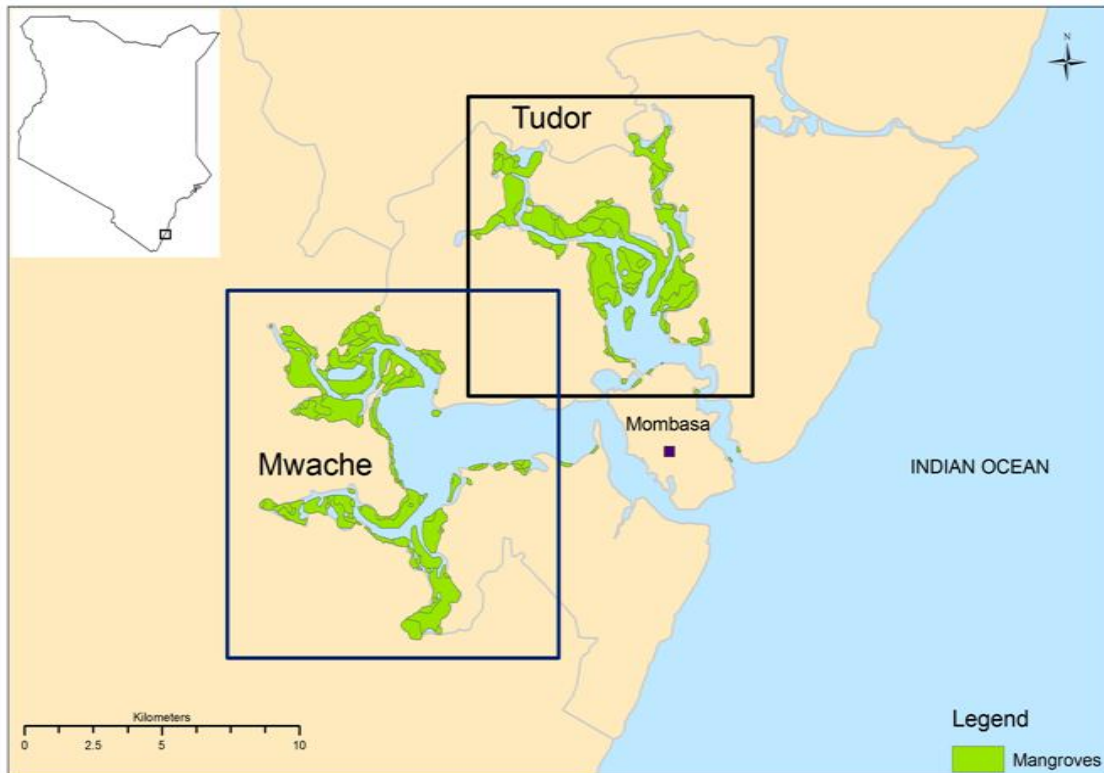 N
Tudor
Mombasa
Mwache
INDIAN OCEAN
Kilometers
0 2.5 5 10
Legend
Mangroves